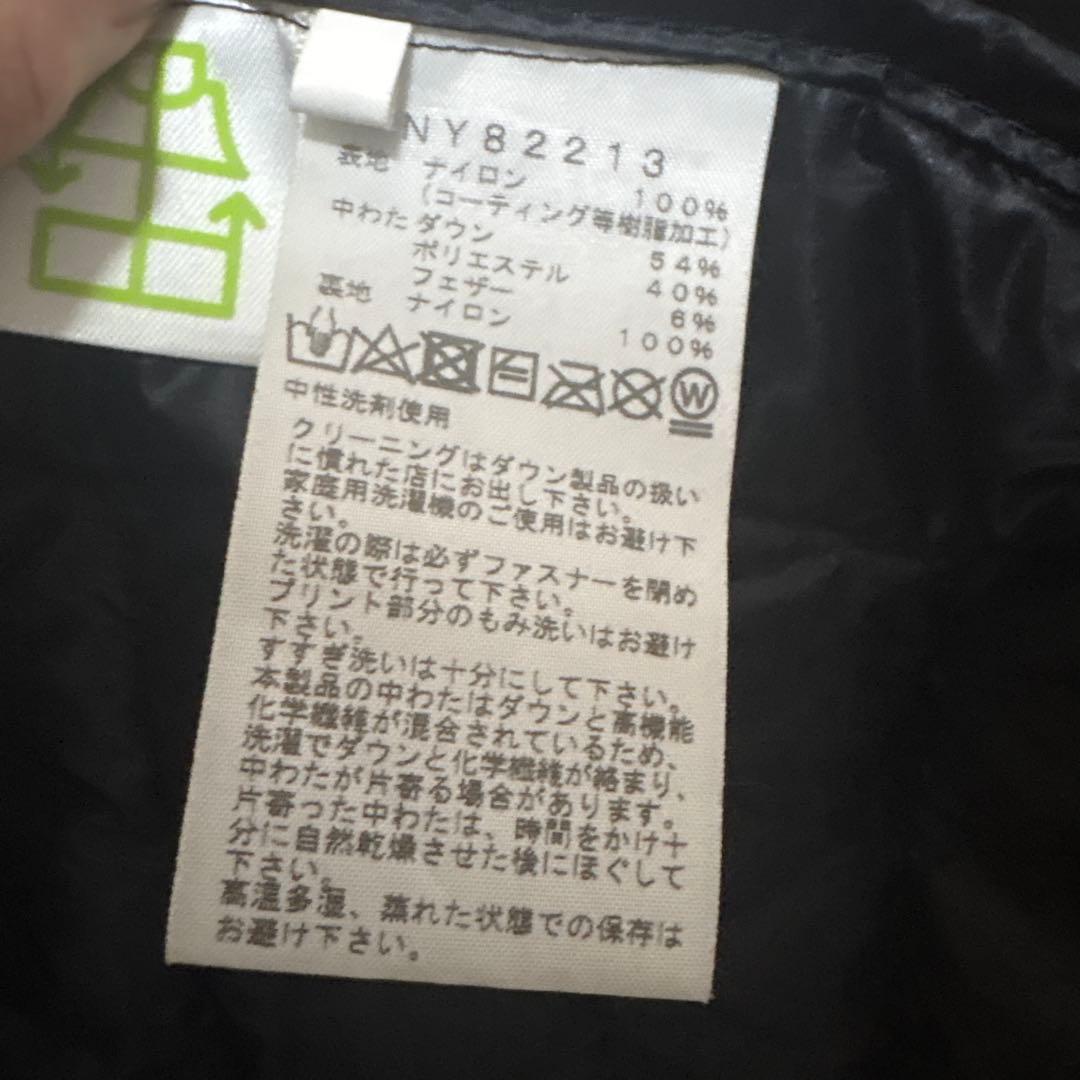 NY82213
表地 ナイロン 100%
(コーティング等樹脂加工)
中わた ダウン 54%
ポリエステル 40%
フェザー 6%
裏地 ナイロン 100%
W
中性洗剤使用
クリーニングはダウン製品の扱い
に慣れた店にお出し下さい。
家庭用洗濯機のご使用はお避け下
さい。
洗濯の際は必ずファスナーを閉め
た状態で行って下さい。
プリント部分のもみ洗いはお避け
下さい。
すすぎ洗いは十分にして下さい。
本製品の中わたはダウンと高機能
化学繊維が混合されているため、
洗濯でダウンと化学繊維が絡まり、
中わたが片寄る場合があります。
片寄った中わたは、時間をかけ十
分に自然乾燥させた後にほぐして
下さい。
高温多湿、蒸れた状態での保存は
お避け下さい。